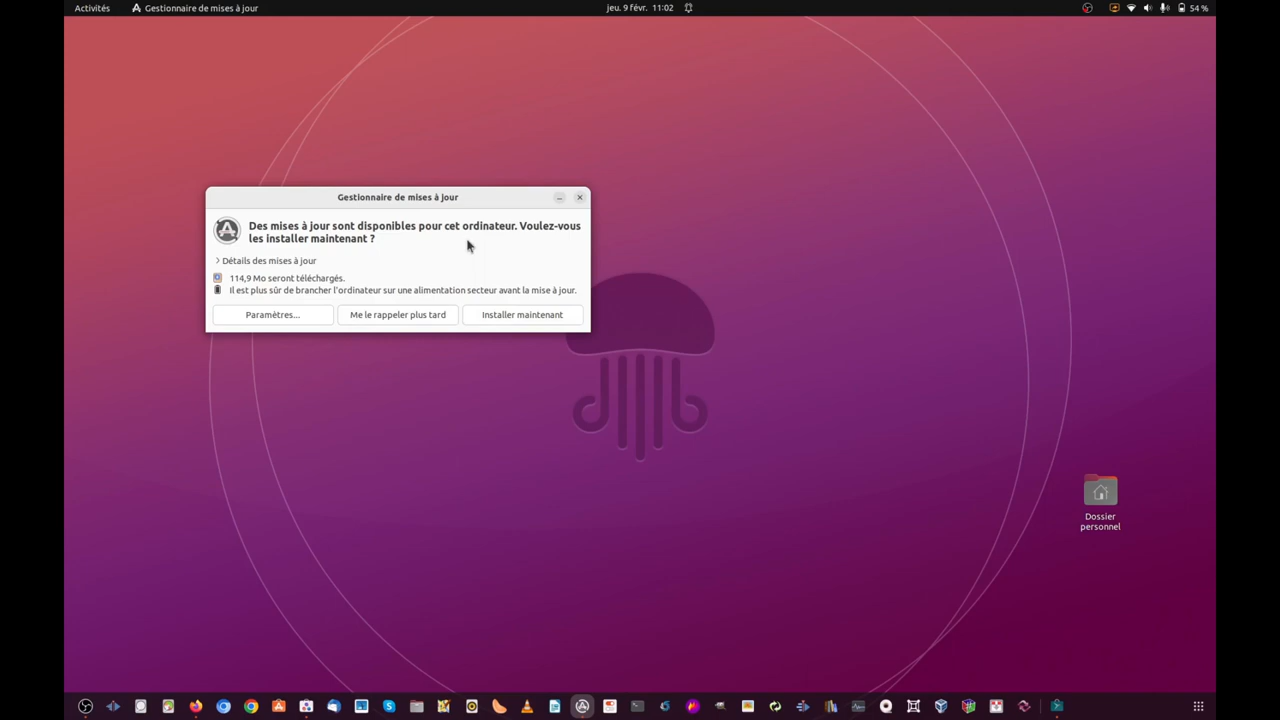 Activités
Gestionnaire de mises à jour
jeu. 9 févr. 11:02
54 %
Gestionnaire de mises à jour
Des mises à jour sont disponibles pour cet ordinateur. Voulez-vous
les installer maintenant ?
Détails des mises à jour
114,9 Mo seront téléchargés.
Il est plus sûr de brancher l'ordinateur sur une alimentation secteur avant la mise à jour.
Paramètres...
Me le rappeler plus tard
Installer maintenant
Dossier
personnel